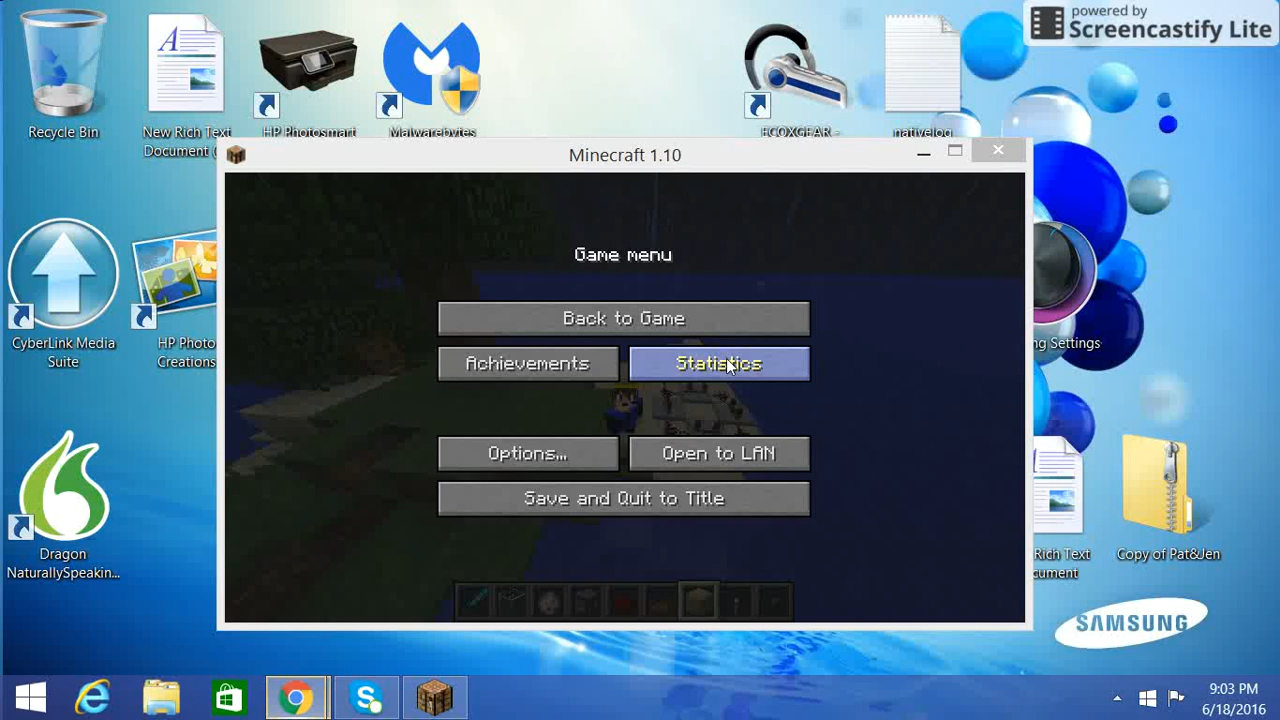 powered by
Screencastify Lite
Recycle Bin
New Rich Text
Document (
HP Photosmart
Malwarebytes
ECOXGEAR -
nativelog
Minecraft 1.10
Game menu
Back to Game
Achievements
Statistics
Options...
Open to LAN
Save and Quit to Title
CyberLink Media
Suite
HP Photo
Creations
ng Settings
Dragon
NaturallySpeakin...
Rich Text
cument
Copy of Pat&Jen
SAMSUNG
9:03 PM
6/18/2016